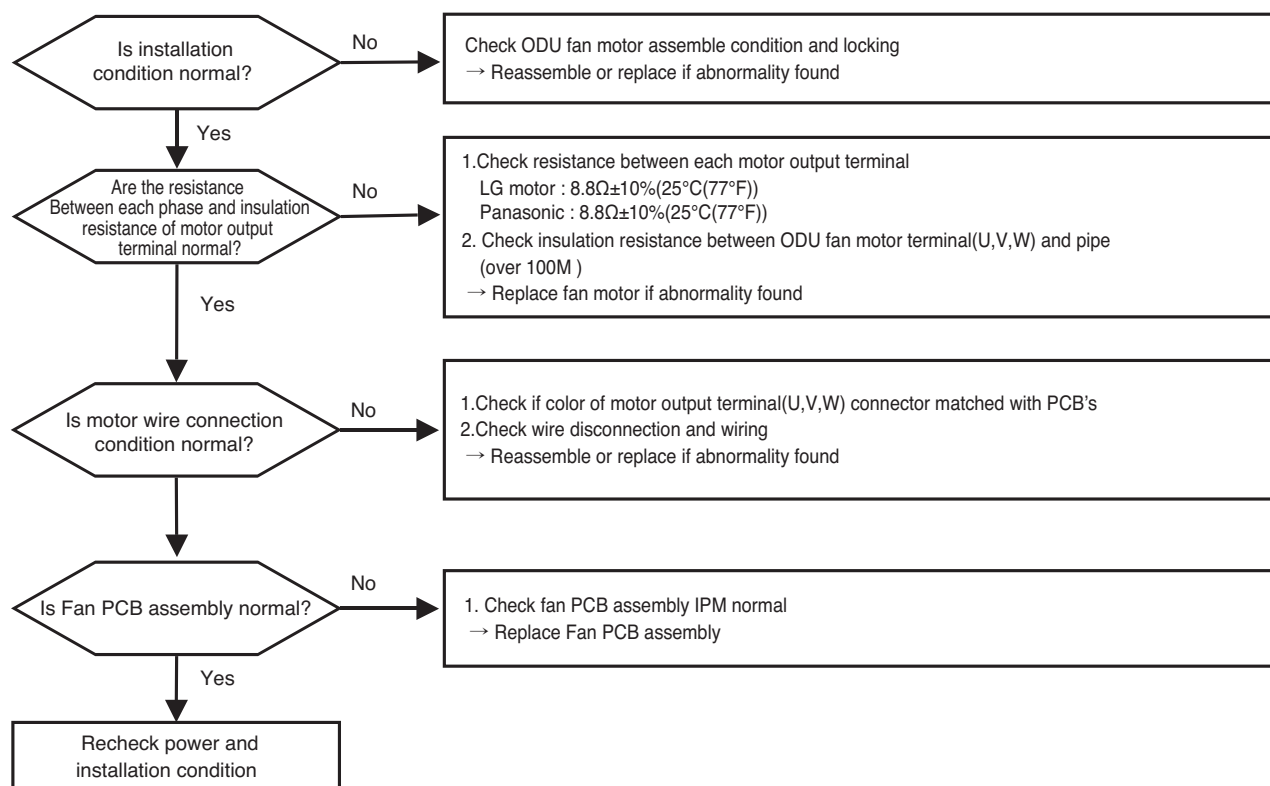 Is installation
condition normal?
No
Check ODU fan motor assemble condition and locking
→ Reassemble or replace if abnormality found
Yes
Are the resistance
Between each phase and insulation
resistance of motor output
terminal normal?
No
1.Check resistance between each motor output terminal
LG motor : 8.8Ω±10%(25°C(77°F))
Panasonic : 8.8Ω±10%(25°C(77°F))
2. Check insulation resistance between ODU fan motor terminal(U,V,W) and pipe
(over 100M )
→ Replace fan motor if abnormality found
Yes
Is motor wire connection
condition normal?
No
1.Check if color of motor output terminal(U,V,W) connector matched with PCB's
2.Check wire disconnection and wiring
→ Reassemble or replace if abnormality found
Is Fan PCB assembly normal?
No
1. Check fan PCB assembly IPM normal
→ Replace Fan PCB assembly
Yes
Recheck power and
installation condition